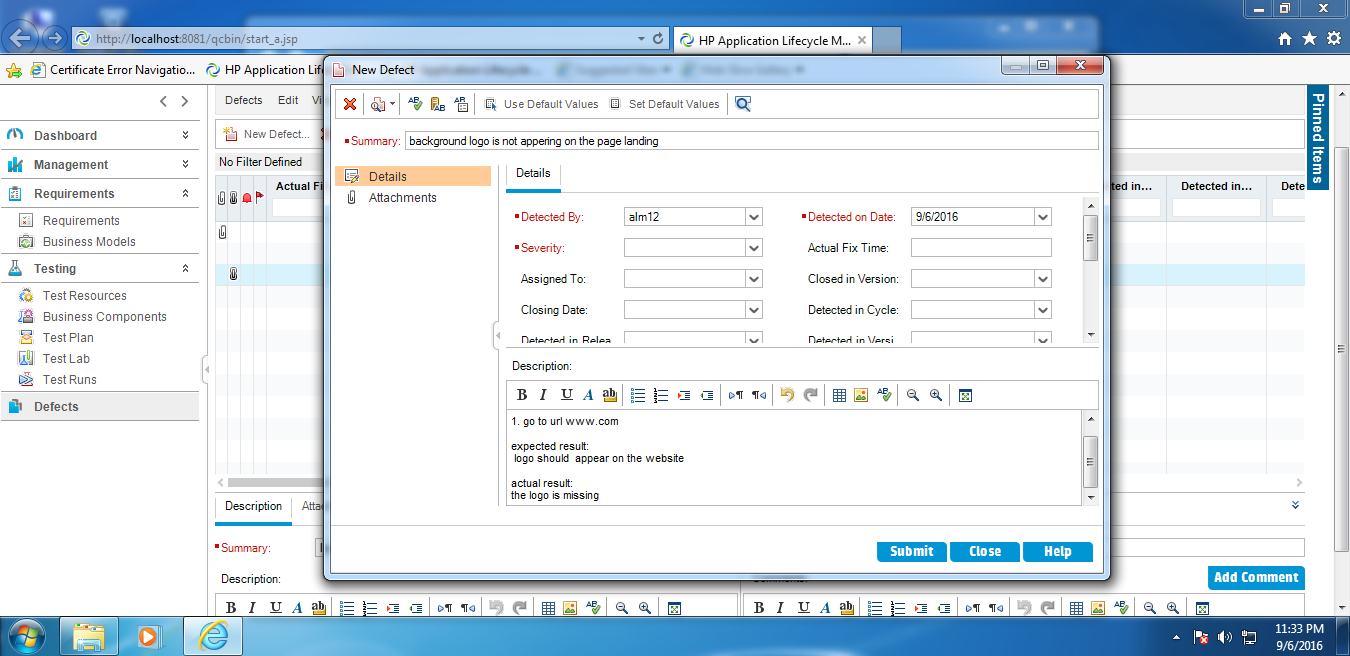 http://localhost:8081/qcbin/start_a.jsp
HP Application Lifecycle M...
Certificate Error Navigatio...
HP Application Lif
New Defect
Pinned Items
Dashboard
Management
Requirements
Requirements
Business Models
Testing
Test Resources
Business Components
Test Plan
Test Lab
Test Runs
Defects
Defects Edit Vi
New Defect...
No Filter Defined
Actual Fi
ted in...
Detected in...
Dete
Use Default Values
Set Default Values
Summary: background logo is not appering on the page landing
Details
Attachments
Details
Detected By: alm12
Detected on Date: 9/6/2016
Severity:
Actual Fix Time:
Assigned To:
Closed in Version:
Closing Date:
Detected in Cycle:
Detected in Relea
Detected in Versi
Description:
1. go to url www.com
expected result:
logo should  appear on the website
actual result:
the logo is missing
Submit Close Help
Description
Atta
Summary:
Description:
Add Comment
11:33 PM
9/6/2016